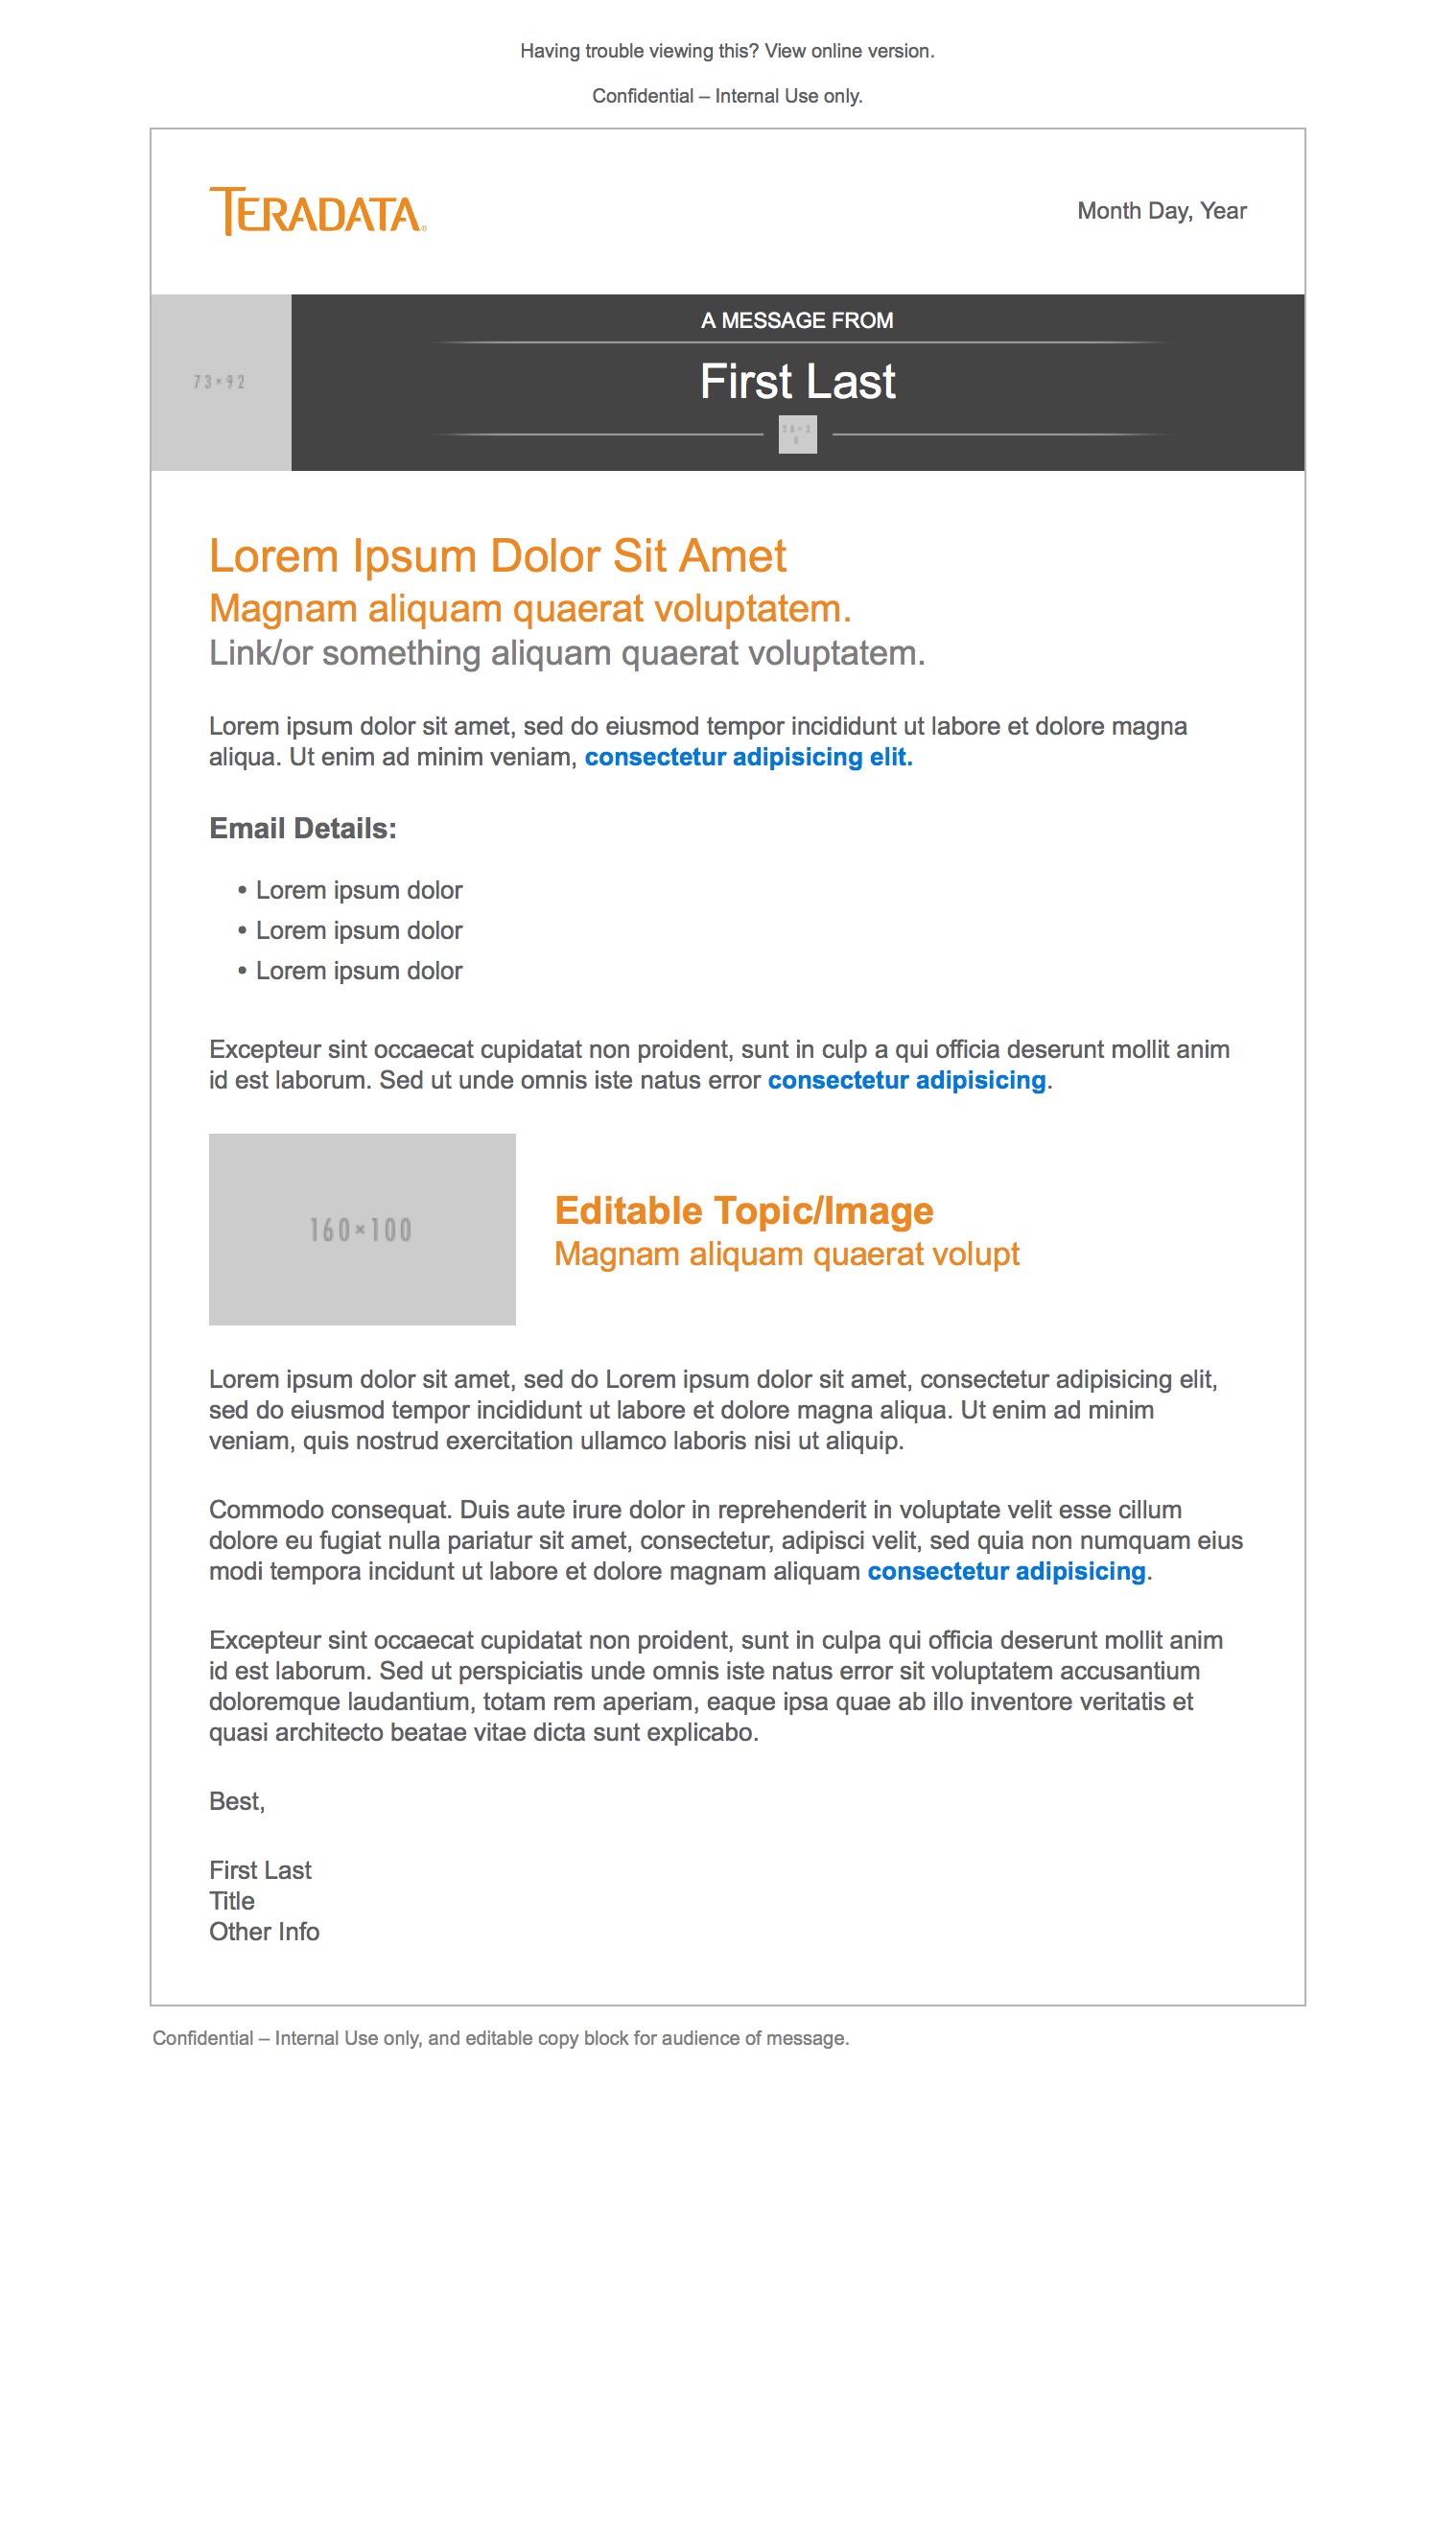 Having trouble viewing this? View online version.
Confidential – Internal Use only.
TERADATA®
Month Day, Year
73×92
A MESSAGE FROM
First Last
Lorem Ipsum Dolor Sit Amet
Magnam aliquam quaerat voluptatem.
Link/or something aliquam quaerat voluptatem.
Lorem ipsum dolor sit amet, sed do eiusmod tempor incididunt ut labore et dolore magna
aliqua. Ut enim ad minim veniam, consectetur adipisicing elit.
Email Details:
• Lorem ipsum dolor
• Lorem ipsum dolor
• Lorem ipsum dolor
Excepteur sint occaecat cupidatat non proident, sunt in culp a qui officia deserunt mollit anim
id est laborum. Sed ut unde omnis iste natus error consectetur adipisicing.
160×100
Editable Topic/Image
Magnam aliquam quaerat volupt
Lorem ipsum dolor sit amet, sed do Lorem ipsum dolor sit amet, consectetur adipisicing elit,
sed do eiusmod tempor incididunt ut labore et dolore magna aliqua. Ut enim ad minim
veniam, quis nostrud exercitation ullamco laboris nisi ut aliquip.
Commodo consequat. Duis aute irure dolor in reprehenderit in voluptate velit esse cillum
dolore eu fugiat nulla pariatur sit amet, consectetur, adipisci velit, sed quia non numquam eius
modi tempora incidunt ut labore et dolore magnam aliquam consectetur adipisicing.
Excepteur sint occaecat cupidatat non proident, sunt in culpa qui officia deserunt mollit anim
id est laborum. Sed ut perspiciatis unde omnis iste natus error sit voluptatem accusantium
doloremque laudantium, totam rem aperiam, eaque ipsa quae ab illo inventore veritatis et
quasi architecto beatae vitae dicta sunt explicabo.
Best,
First Last
Title
Other Info
Confidential – Internal Use only, and editable copy block for audience of message.